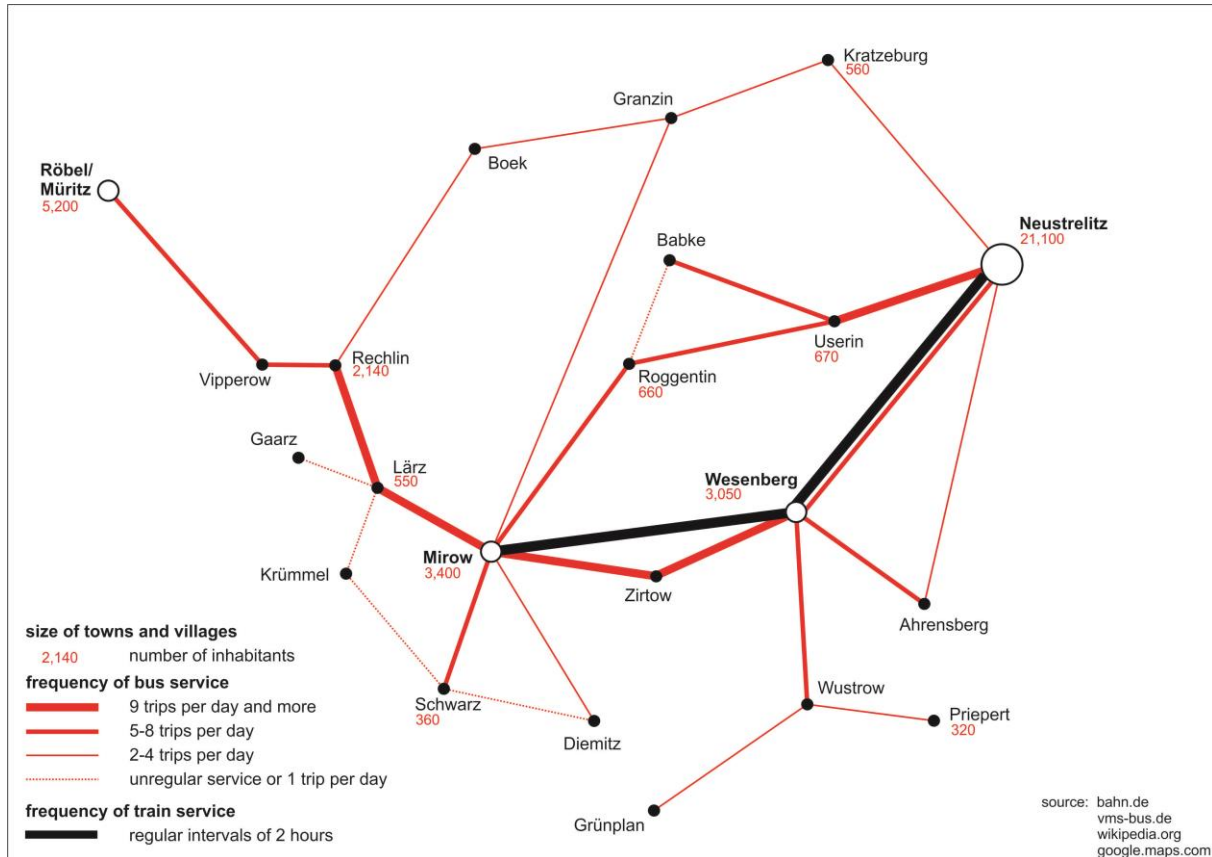 Kratzeburg
560
Granzin
Boek
Röbel/
Müritz
5,200
Neustrelitz
21,100
Babke
Userin
670
Rechlin
2,140
Vipperow
Roggentin
660
Gaarz
Lärz
550
Wesenberg
3,050
Mirow
3,400
Krümmel
Zirtow
Ahrensberg
size of towns and villages
2,140 number of inhabitants
frequency of bus service
9 trips per day and more
5-8 trips per day
2-4 trips per day
unregular service or 1 trip per day
frequency of train service
regular intervals of 2 hours
Schwarz
360
Diemitz
Wustrow
Priepert
320
Grünplan
source: bahn.de
vms-bus.de
wikipedia.org
google.maps.com